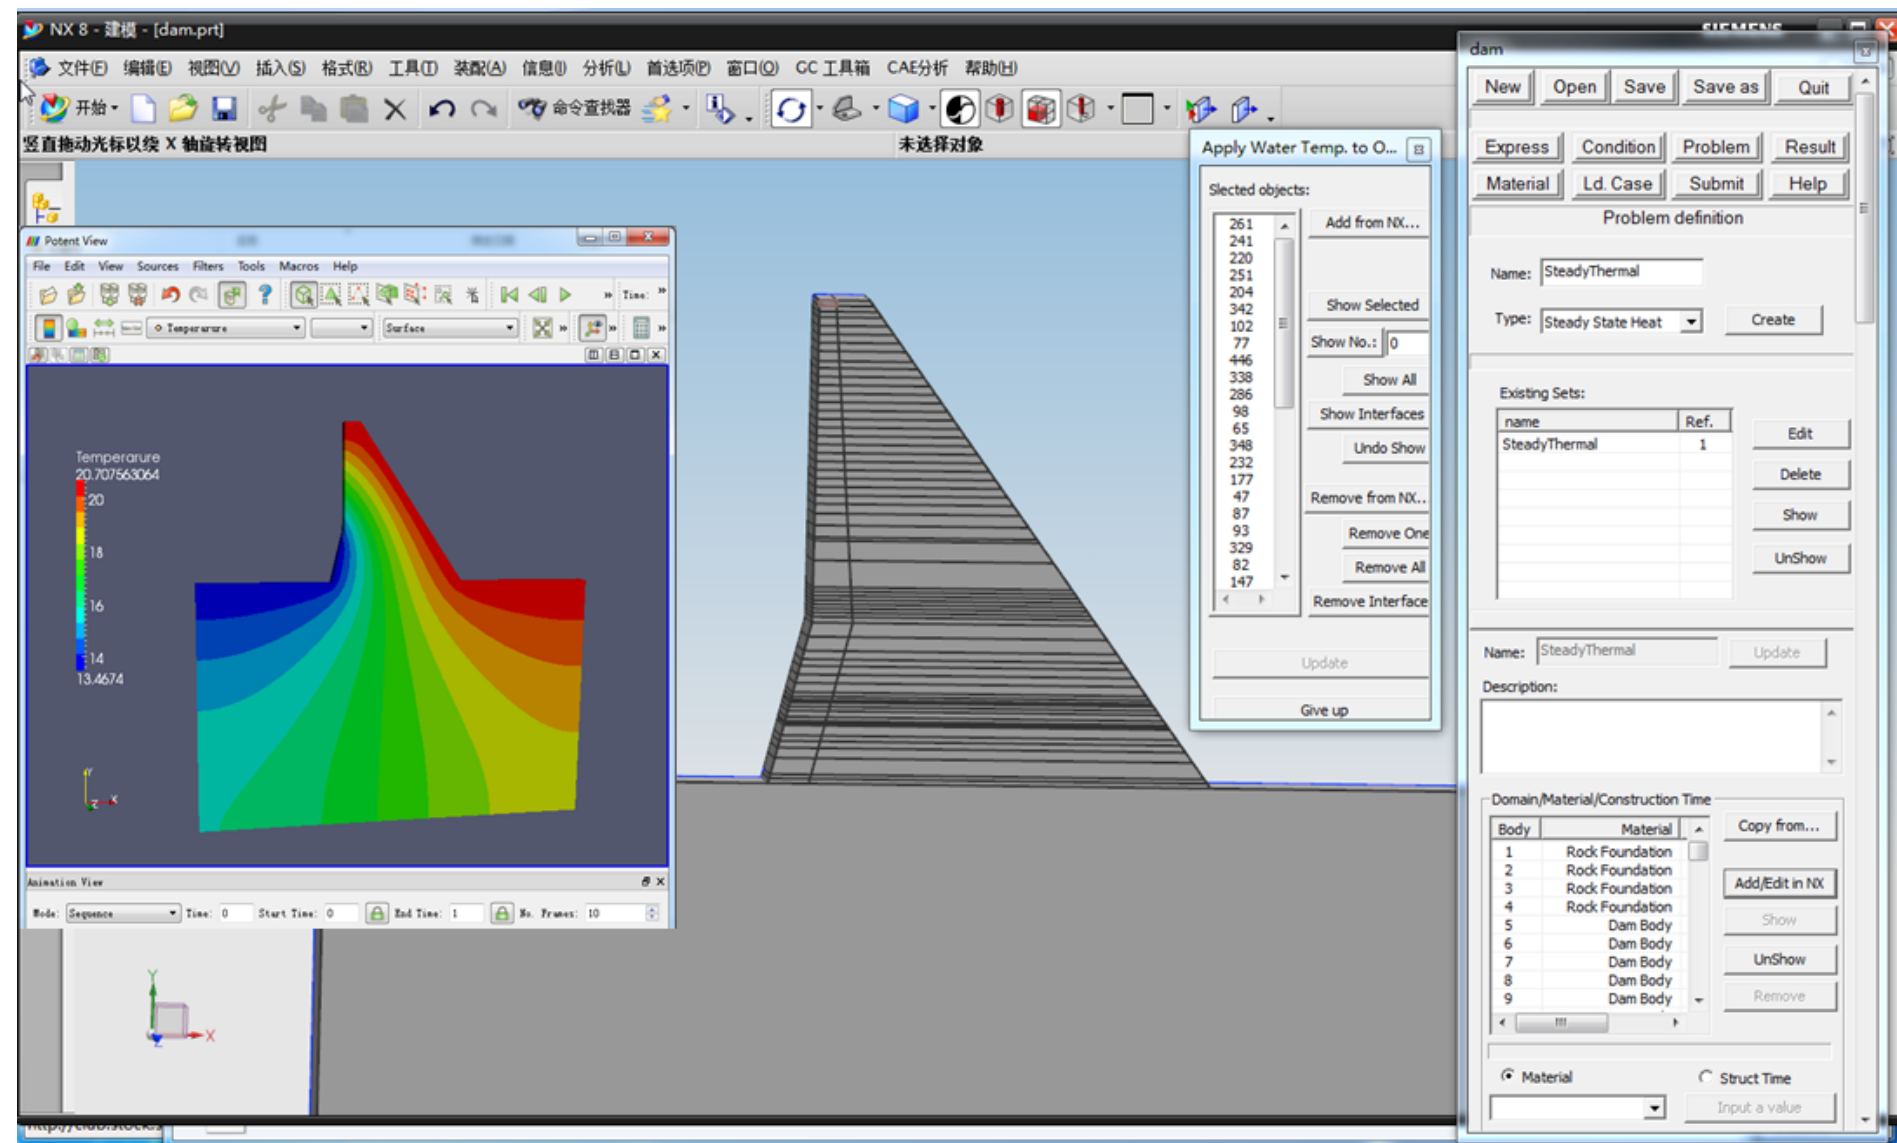 NX 8 - 建模 - [dam.prt]
SIEMENS
文件(F) 编辑(E) 视图(V) 插入(S) 格式(R) 工具(T) 装配(A) 信息(I) 分析(L) 首选项(P) 窗口(O) GC 工具箱 CAE分析 帮助(H)
开始 命令查找器
竖直拖动光标以绕 X 轴旋转视图
未选择对象
Potent View
File Edit View Sources Filters Tools Macros Help
Time:
Temperarure
Surface
Temperarure
20.707563064
20
18
16
14
13.4674
Y
Z X
Animation View
Mode: Sequence Time: 0 Start Time: 0 End Time: 1 No. Frames: 10
Y
X
Z
Apply Water Temp. to O...
Slected objects:
261
241
220
251
204
342
102
77
446
338
286
98
65
348
232
177
47
87
93
329
82
147
Add from NX...
Show Selected
Show No.: 0
Show All
Show Interfaces
Undo Show
Remove from NX..
Remove One
Remove All
Remove Interface
Update
Give up
dam
New Open Save Save as Quit
Express Condition Problem Result
Material Ld. Case Submit Help
Problem definition
Name: SteadyThermal
Type: Steady State Heat Create
Existing Sets:
name Ref.
SteadyThermal 1
Edit
Delete
Show
UnShow
Name: SteadyThermal Update
Description:
Domain/Material/Construction Time
Body Material
1 Rock Foundation
2 Rock Foundation
3 Rock Foundation
4 Rock Foundation
5 Dam Body
6 Dam Body
7 Dam Body
8 Dam Body
9 Dam Body
Copy from...
Add/Edit in NX
Show
UnShow
Remove
Material Struct Time
Input a value